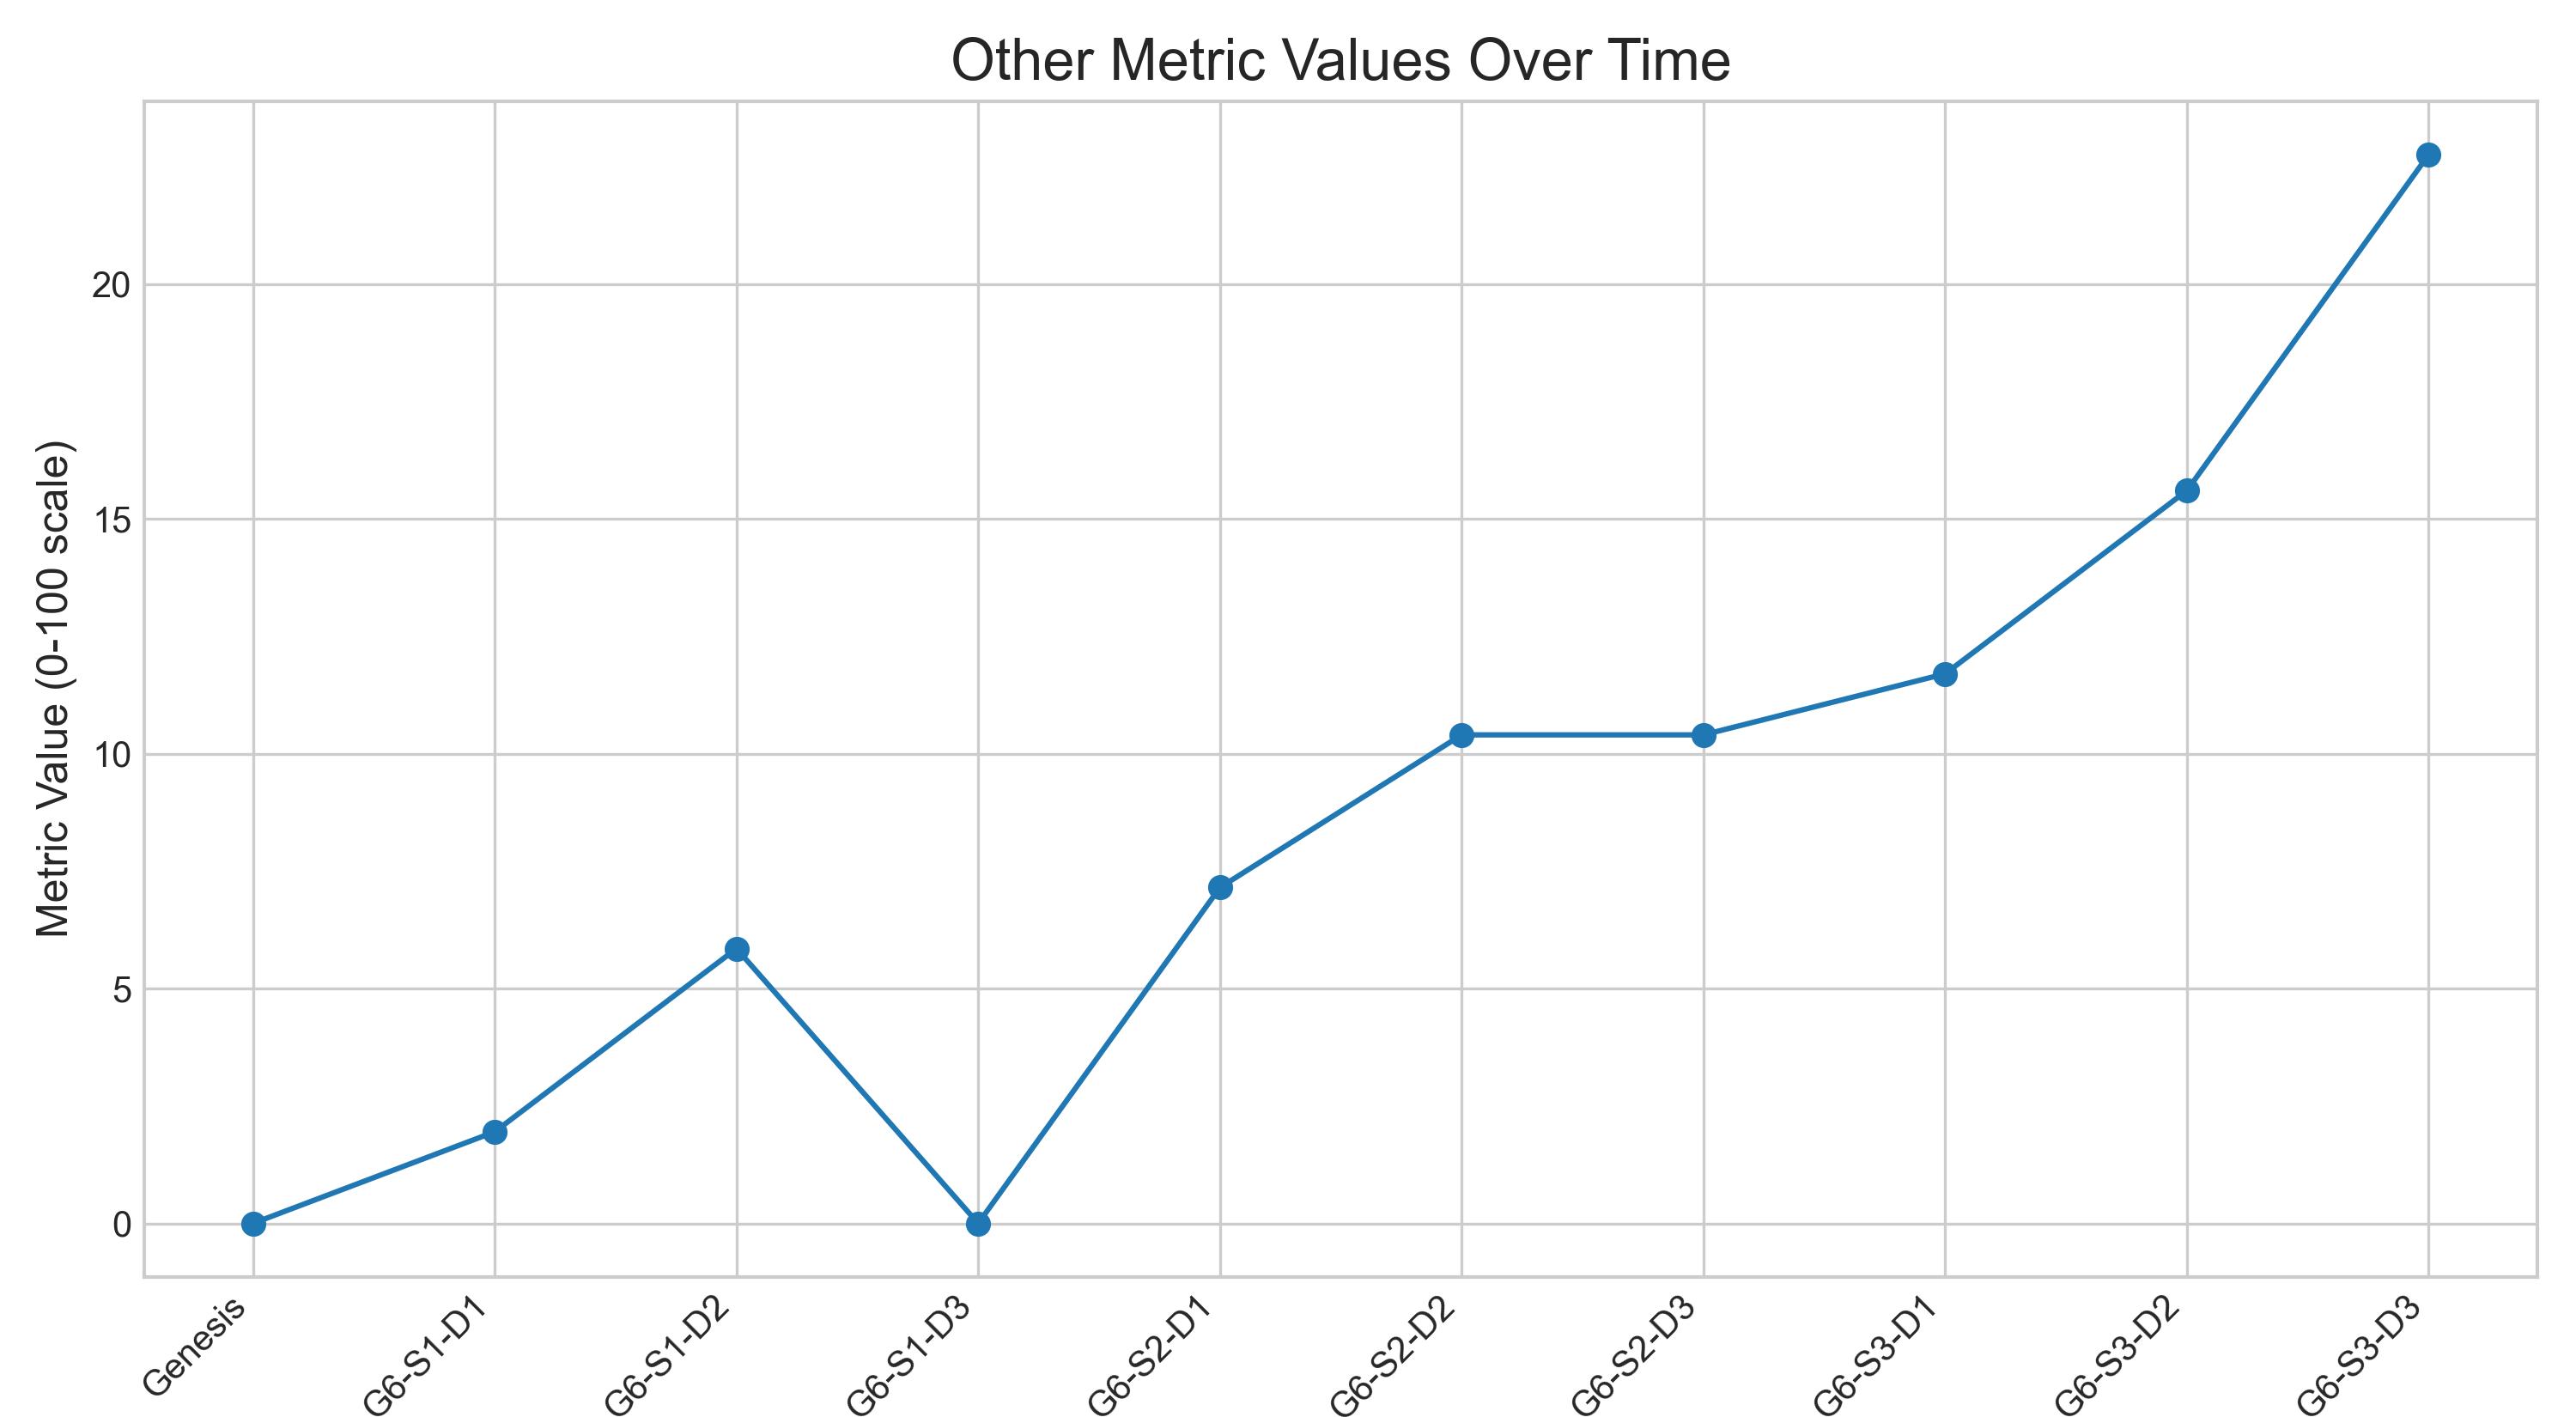 Other Metric Values Over Time
Metric Value (0-100 scale)
20
15
10
5
0
Genesis
G6-S1-D1
G6-S1-D2
G6-S1-D3
G6-S2-D1
G6-S2-D2
G6-S2-D3
G6-S3-D1
G6-S3-D2
G6-S3-D3